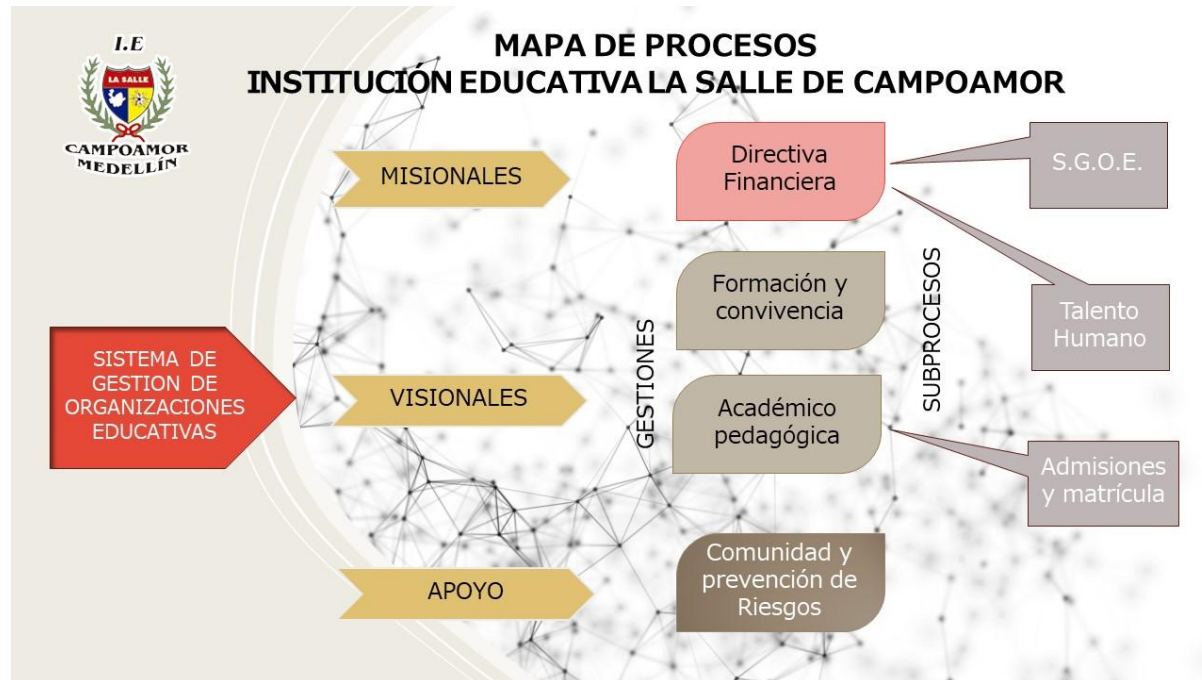 I.E
LA SALLE
CAMPOAMOR
MEDELLÍN
MAPA DE PROCESOS
INSTITUCIÓN EDUCATIVA LA SALLE DE CAMPOAMOR
SISTEMA DE
GESTION DE
ORGANIZACIONES
EDUCATIVAS
MISIONALES
VISIONALES
APOYO
GESTIONES
Directiva
Financiera
Formación y
convivencia
Académico
pedagógica
Comunidad y
prevención de
Riesgos
SUBPROCESOS
S.G.O.E.
Talento
Humano
Admisiones
y matrícula